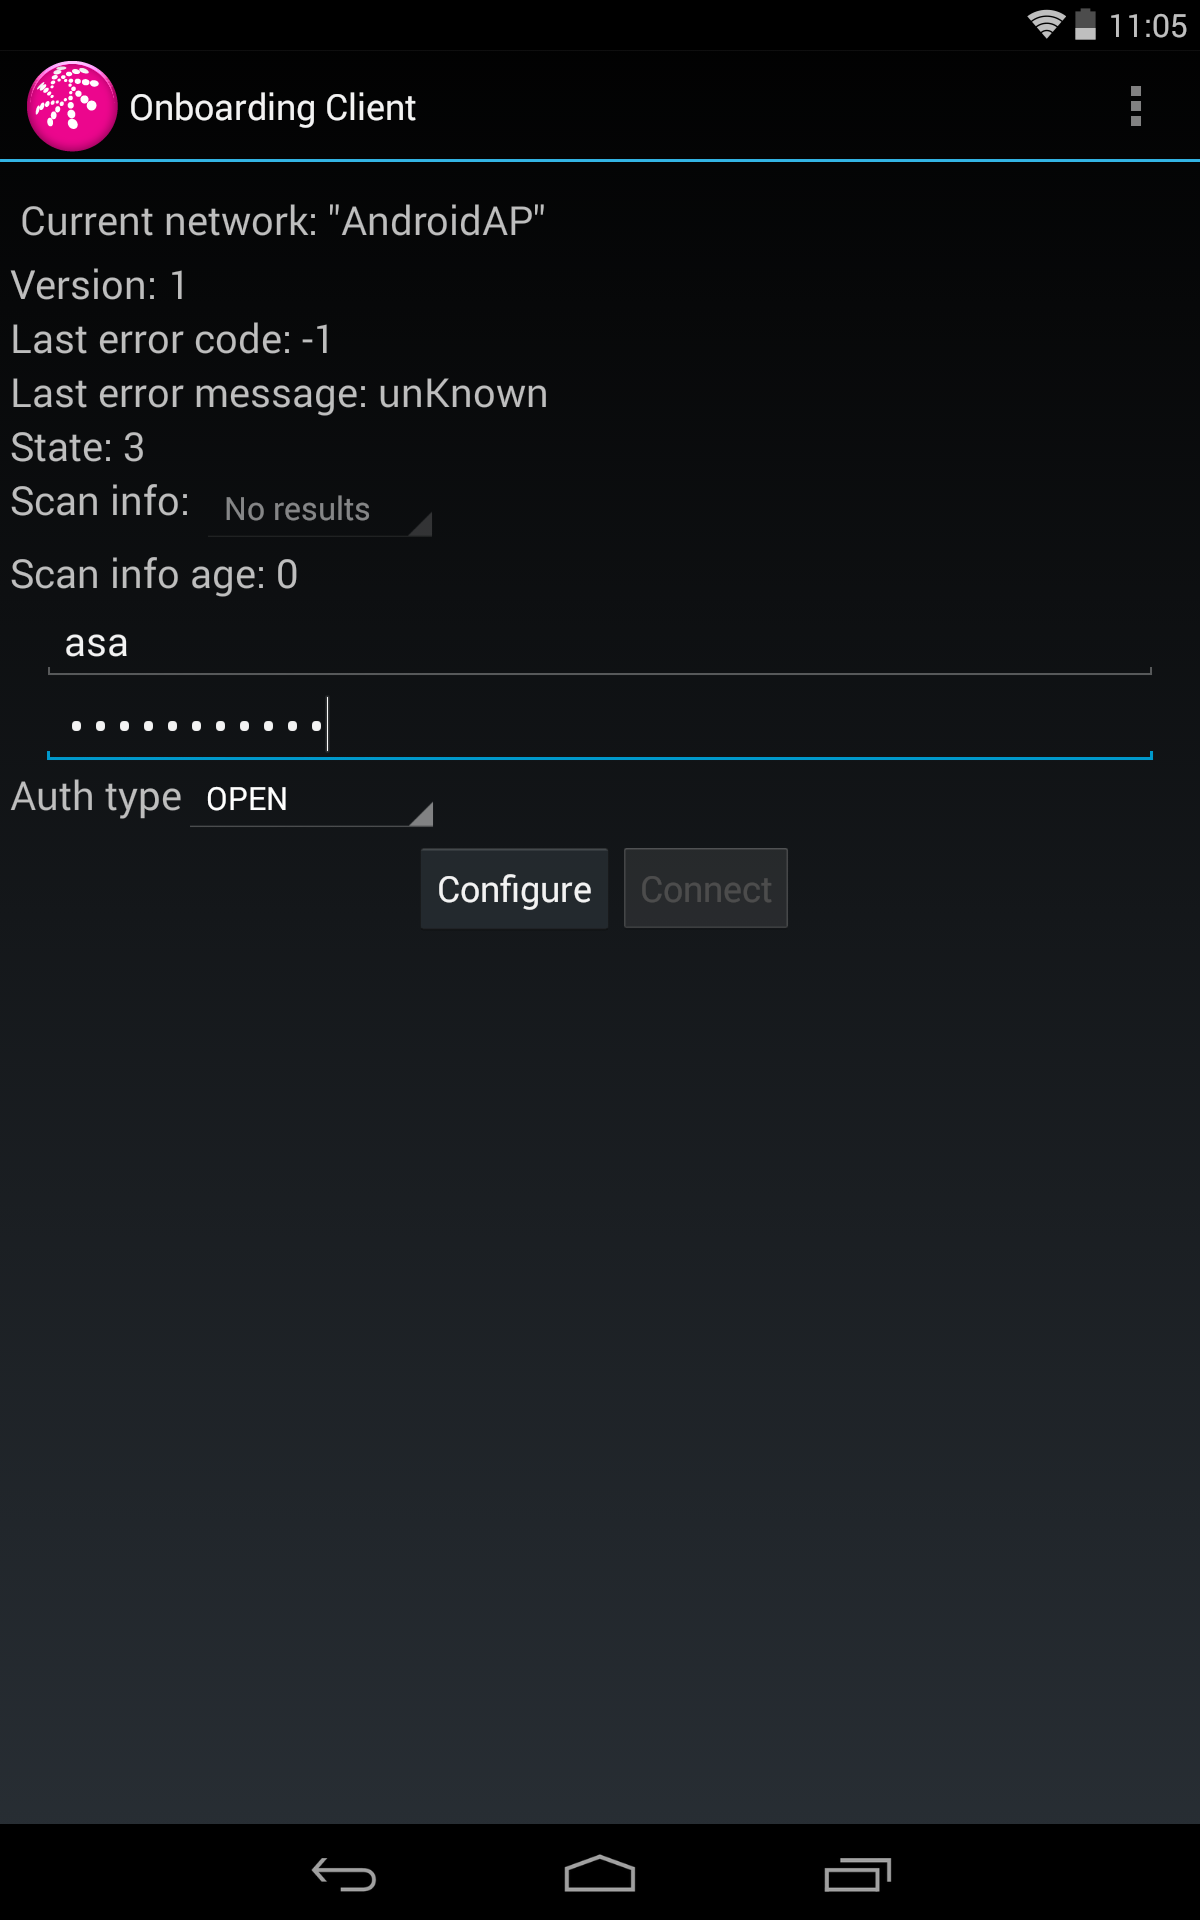 11:05
Onboarding Client
Current network: "AndroidAP"
Version: 1
Last error code: -1
Last error message: unKnown
State: 3
Scan info: No results
Scan info age: 0
asa
•••••••••••
Auth type OPEN
Configure Connect